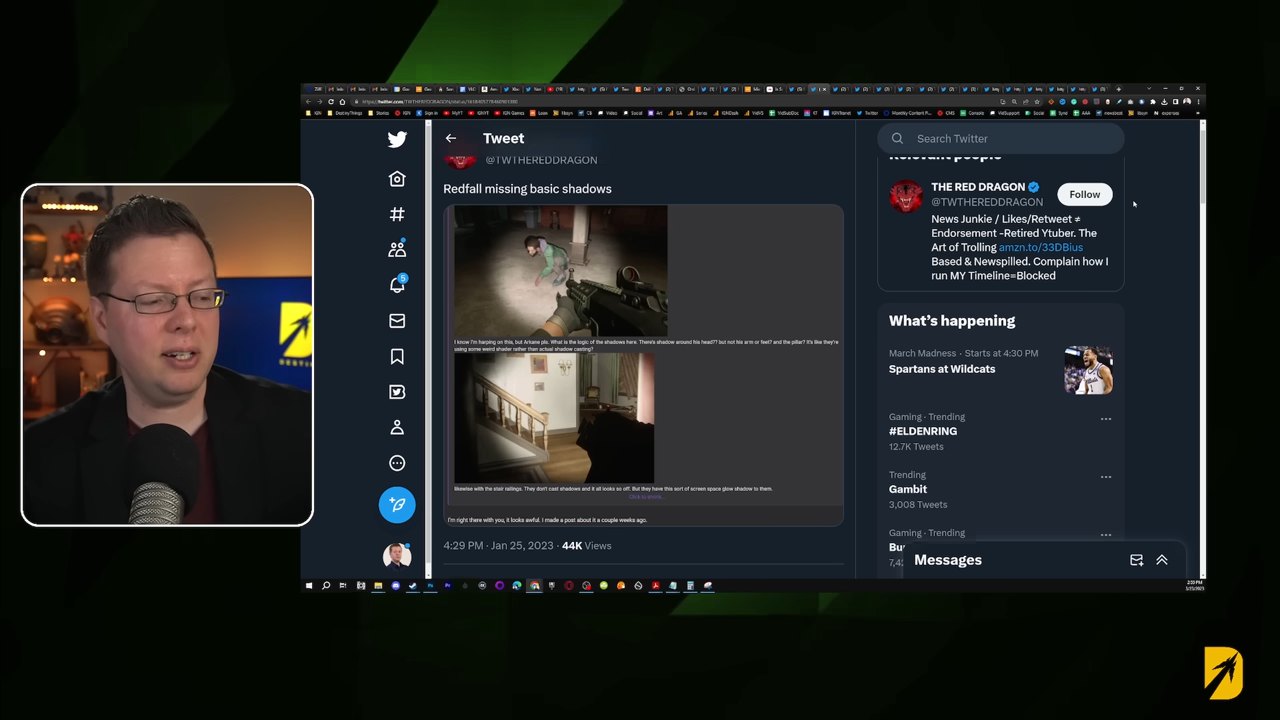 Tweet
Search Twitter
@TWTHEREDDRAGON
Redfall missing basic shadows
I know I'm harping on this, but Arkane pls. What is the logic of the shadows here. There's shadow around his head?? but not his arm or feet? and the pillar? It's like they're
using some weird shader rather than actual shadow casting?
likewise with the stair railings. They don't cast shadows and it all looks so off. But they have this sort of screen space glow shadow to them.
I'm right there with you, it looks awful. I made a post about it a couple weeks ago.
4:29 PM · Jan 25, 2023 · 44K Views
Relevant people
THE RED DRAGON
@TWTHEREDDRAGON
Follow
News Junkie / Likes/Retweet ≠
Endorsement -Retired Ytuber. The
Art of Trolling amzn.to/33DBius
Based & Newspilled. Complain how I
run MY Timeline=Blocked
What's happening
March Madness · Starts at 4:30 PM
Spartans at Wildcats
Gaming · Trending
#ELDENRING
12.7K Tweets
Trending
Gambit
3,008 Tweets
Gaming · Trending
Messages
5
D
DEST